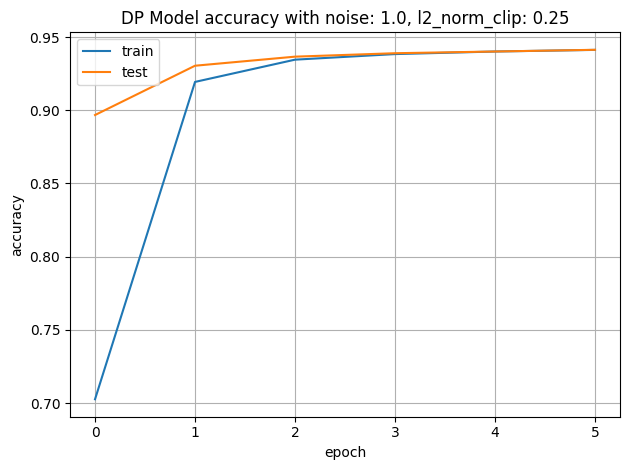 DP Model accuracy with noise: 1.0, l2_norm_clip: 0.25
train
test
0.95
0.90
0.85
0.80
0.75
0.70
accuracy
0 1 2 3 4 5
epoch